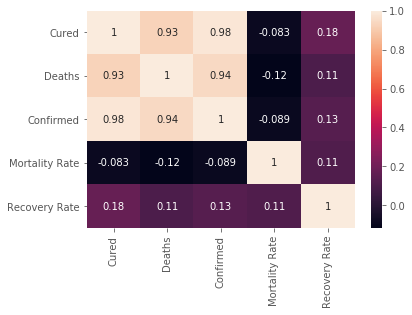 Cured 1 0.93 0.98 -0.083 0.18
Deaths 0.93 1 0.94 -0.12 0.11
Confirmed 0.98 0.94 1 -0.089 0.13
Mortality Rate -0.083 -0.12 -0.089 1 0.11
Recovery Rate 0.18 0.11 0.13 0.11 1
Cured
Deaths
Confirmed
Mortality Rate
Recovery Rate
1.0
0.8
0.6
0.4
0.2
0.0